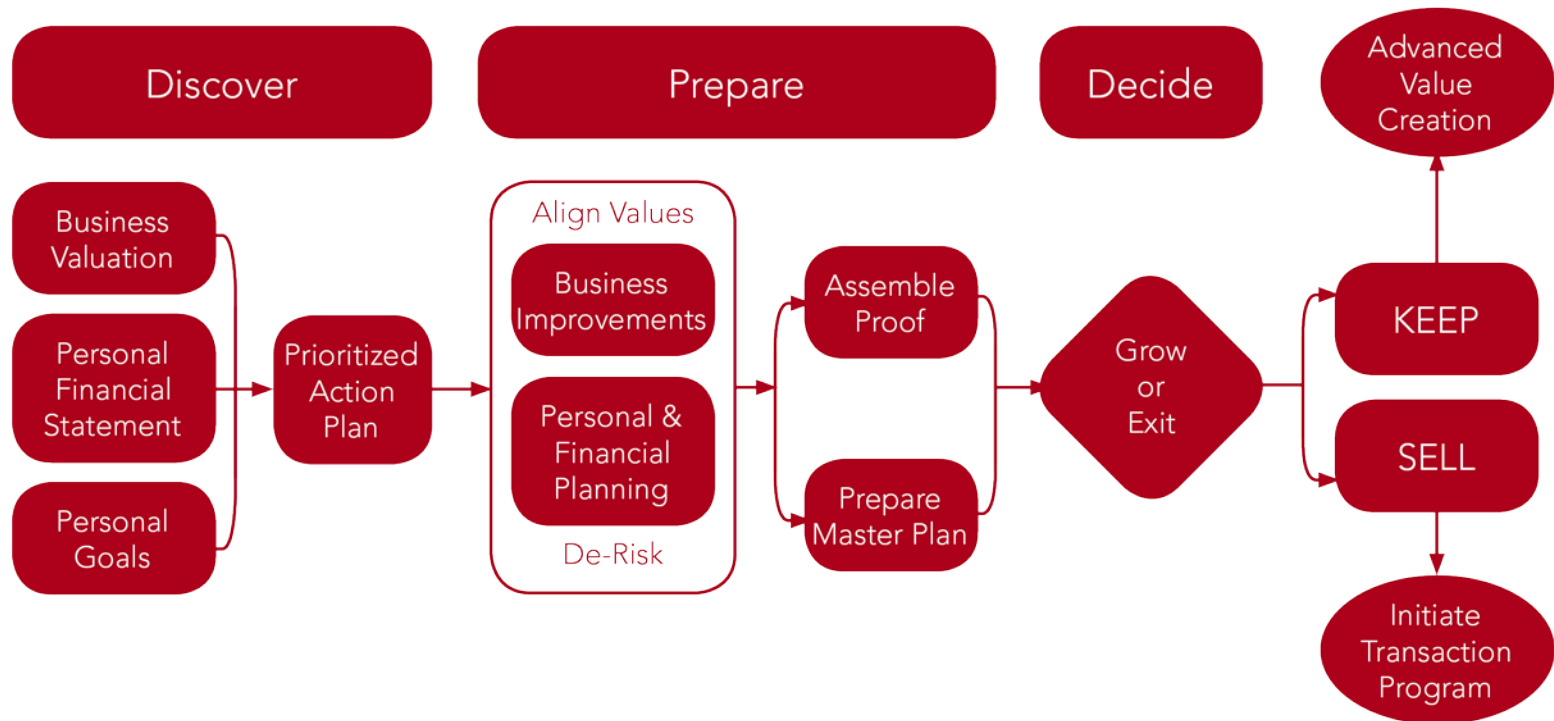 Discover
Prepare
Decide
Advanced
Value
Creation
Business
Valuation
Personal
Financial
Statement
Personal
Goals
Prioritized
Action
Plan
Align Values
Business
Improvements
Personal &
Financial
Planning
De-Risk
Assemble
Proof
Prepare
Master Plan
Grow
or
Exit
KEEP
SELL
Initiate
Transaction
Program